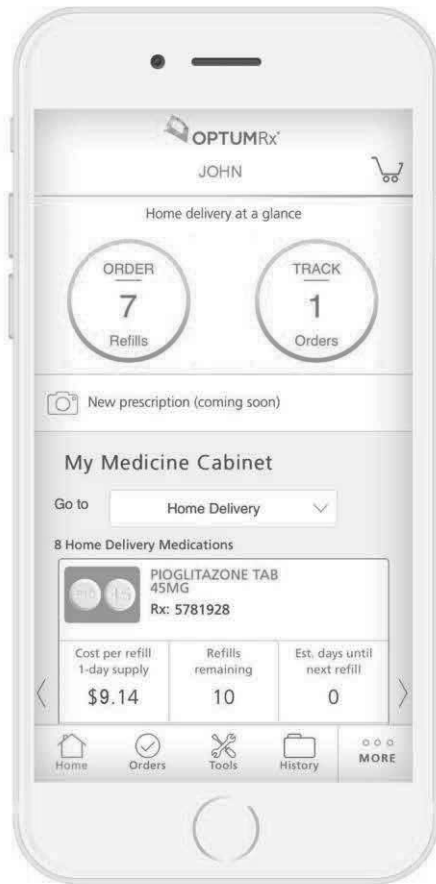 OPTUMRx®
JOHN
Home delivery at a glance
ORDER
7
Refills
TRACK
1
Orders
New prescription (coming soon)
My Medicine Cabinet
Go to
Home Delivery
8 Home Delivery Medications
PIOGLITAZONE TAB
45MG
Rx: 5781928
Cost per refill
1-day supply
$9.14
Refills
remaining
10
Est. days until
next refill
0
Home
Orders
Tools
History
MORE